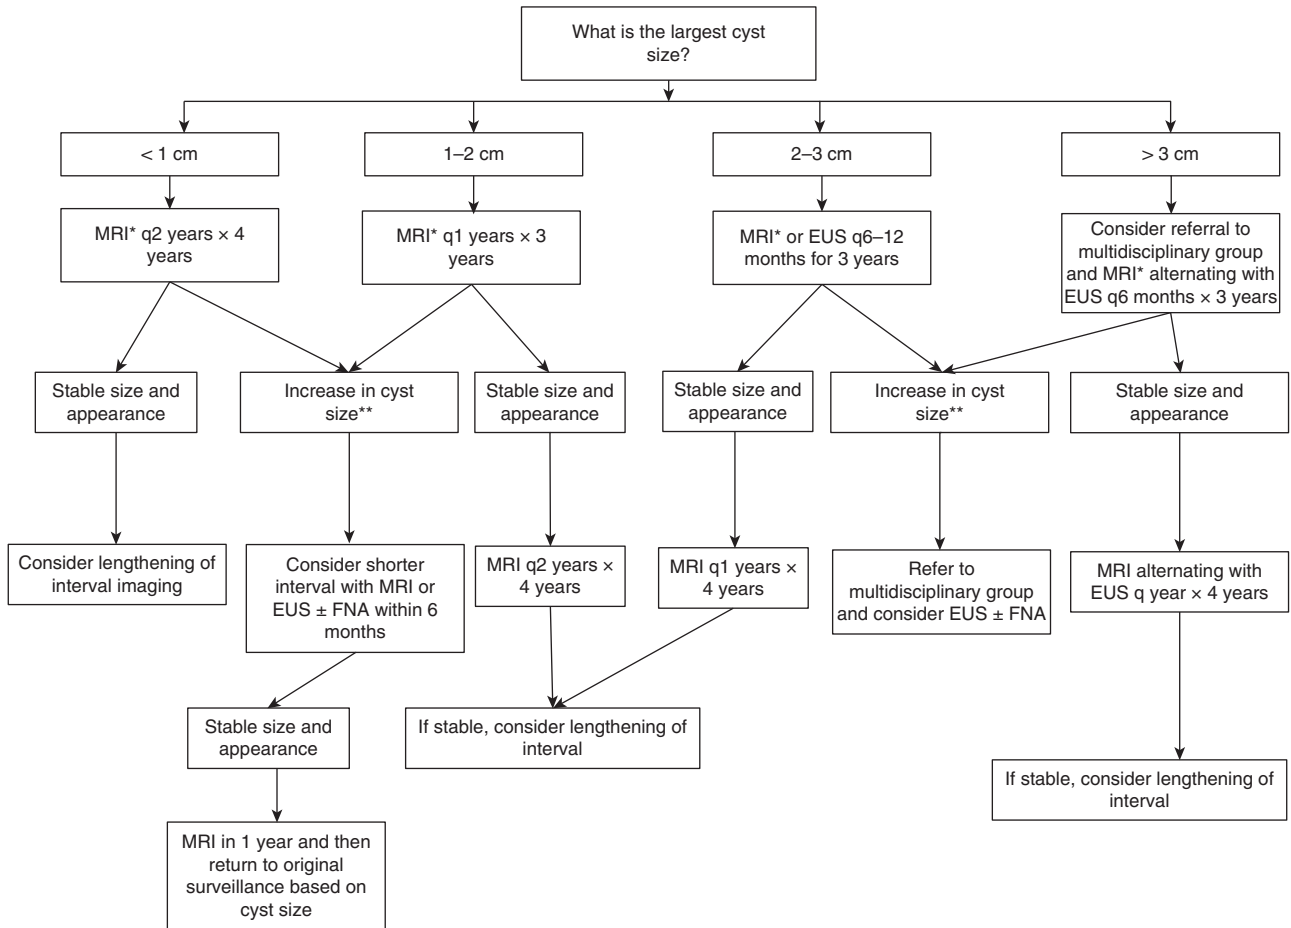 What is the largest cyst
size?
< 1 cm
1–2 cm
2–3 cm
> 3 cm
MRI* q2 years × 4
years
MRI* q1 years × 3
years
MRI* or EUS q6–12
months for 3 years
Consider referral to
multidisciplinary group
and MRI* alternating with
EUS q6 months × 3 years
Stable size and
appearance
Increase in cyst
size**
Stable size and
appearance
Stable size and
appearance
Increase in cyst
size**
Stable size and
appearance
Consider lengthening of
interval imaging
Consider shorter
interval with MRI or
EUS ± FNA within 6
months
MRI q2 years ×
4 years
MRI q1 years ×
4 years
Refer to
multidisciplinary group
and consider EUS ± FNA
MRI alternating with
EUS q year × 4 years
Stable size and
appearance
If stable, consider lengthening of
interval
If stable, consider lengthening of
interval
MRI in 1 year and then
return to original
surveillance based on
cyst size